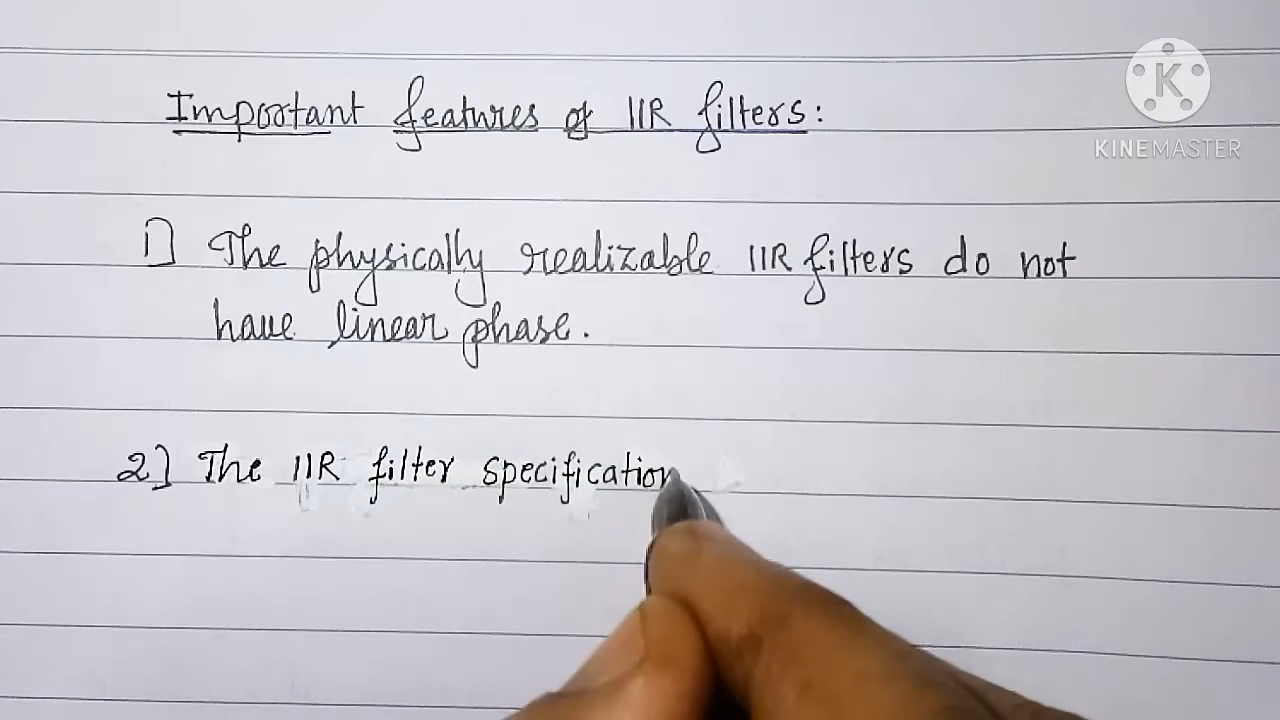 Important features of IIR filters:
K
KINEMASTER
1] The physically realizable IIR filters do not
have linear phase.
2] The IIR filter specification